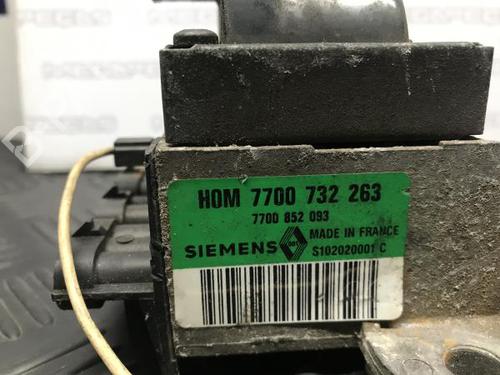 HOM 7700 732 263
7700 852 093
SIEMENS MADE IN FRANCE
S102020001 C